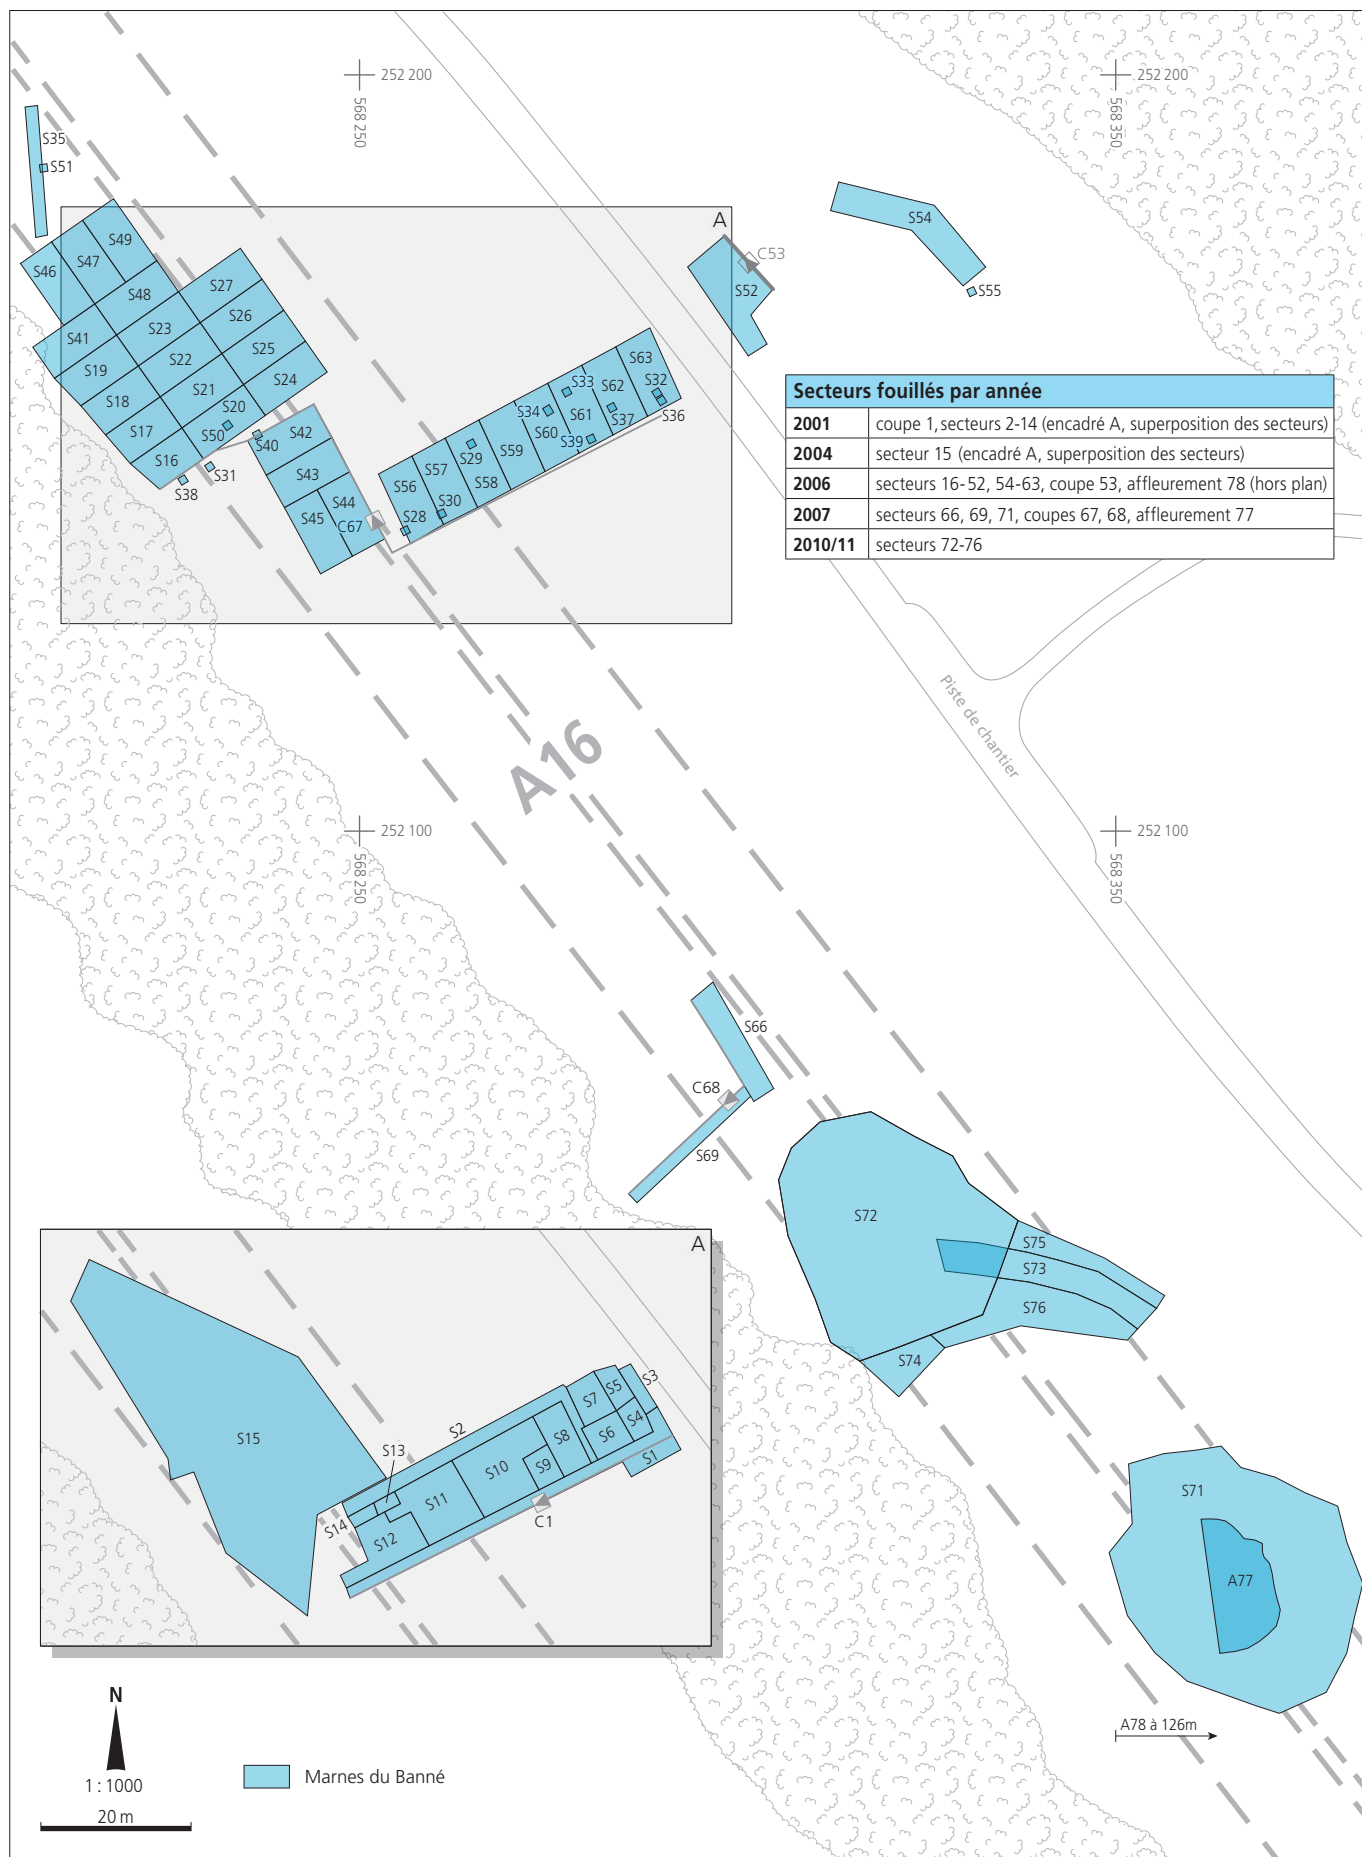 252 200
568 250
252 200
568 350
S35
S51
A
S54
C53
S55
S49
S47
S46
S52
S27
S48
S26
S41
S23
S25
S19
S22
S24
S18
S21
S17
S20
S50
S16
S40
S42
S31
S38
S43
S44
S45
C67
S63
S32
S36
S33
S62
S34
S61
S37
S60
S39
S59
S29
S57
S58
S56
S30
S28
Secteurs fouillés par année
2001 coupe 1, secteurs 2-14 (encadré A, superposition des secteurs)
2004 secteur 15 (encadré A, superposition des secteurs)
2006 secteurs 16-52, 54-63, coupe 53, affleurement 78 (hors plan)
2007 secteurs 66, 69, 71, coupes 67, 68, affleurement 77
2010/11 secteurs 72-76
Piste de chantier
A16
252 100
568 250
252 100
568 350
S66
C68
S69
S72
S75
S73
S76
S74
A
S15
S2
S13
S14
S12
S11
S10
S9
S8
S7
S5
S3
S4
S6
S1
C1
S71
A77
A78 à 126m
N
1 : 1000
20 m
Marnes du Banné